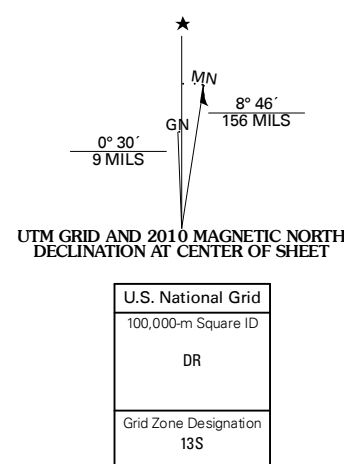 ★
MN
GN
8° 46´
156 MILS
0° 30´
9 MILS
UTM GRID AND 2010 MAGNETIC NORTH
DECLINATION AT CENTER OF SHEET
U.S. National Grid
100,000-m Square ID
DR
Grid Zone Designation
13S